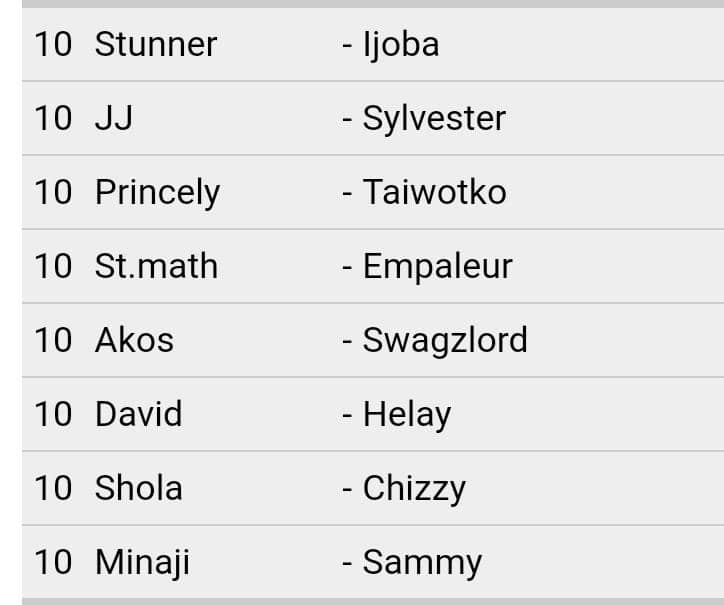 10 Stunner - Ijoba
10 JJ - Sylvester
10 Princely - Taiwotko
10 St.math - Empaleur
10 Akos - Swagzlord
10 David - Helay
10 Shola - Chizzy
10 Minaji - Sammy